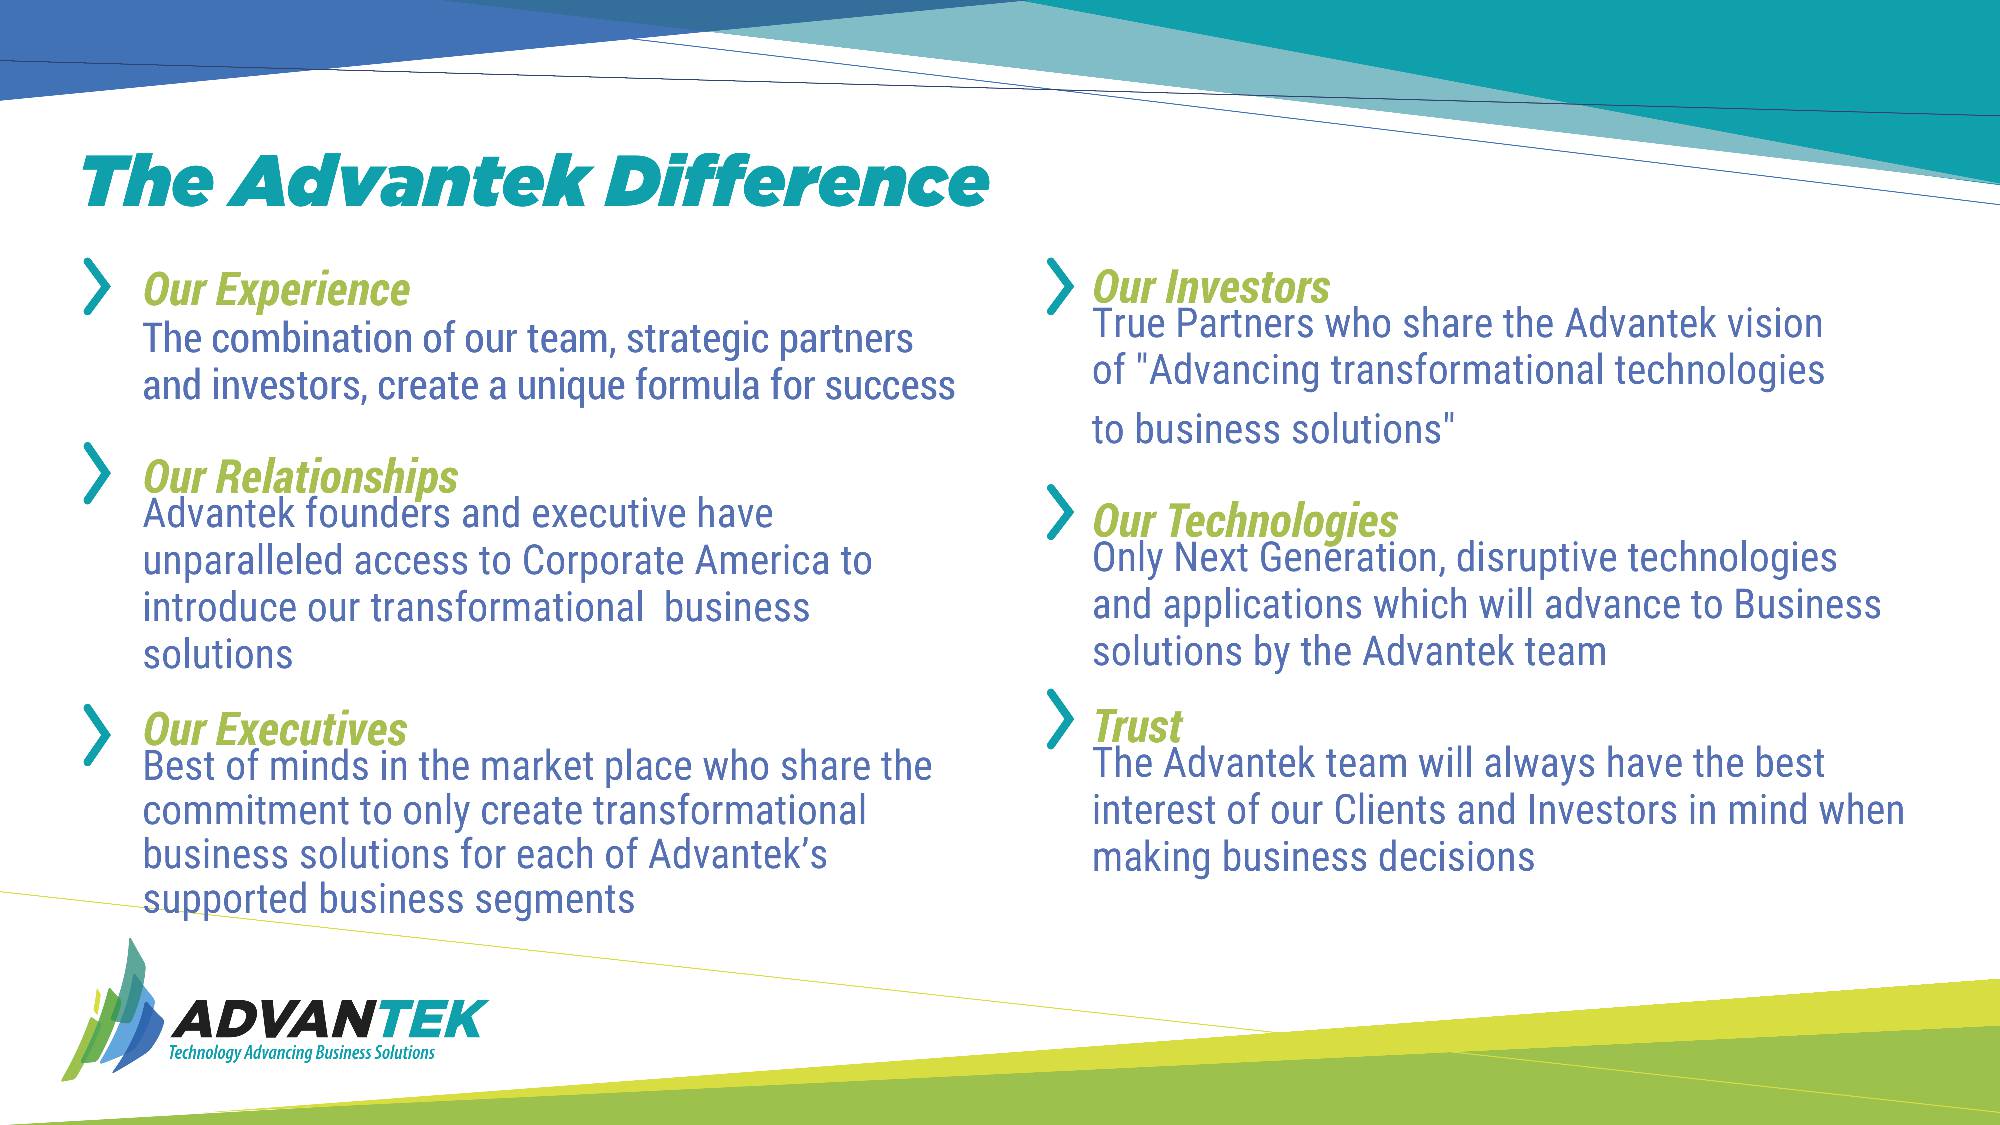 The Advantek Difference
Our Experience
The combination of our team, strategic partners
and investors, create a unique formula for success
Our Relationships
Advantek founders and executive have
unparalleled access to Corporate America to
introduce our transformational  business
solutions
Our Executives
Best of minds in the market place who share the
commitment to only create transformational
business solutions for each of Advantek’s
supported business segments
Our Investors
True Partners who share the Advantek vision
of "Advancing transformational technologies
to business solutions"
Our Technologies
Only Next Generation, disruptive technologies
and applications which will advance to Business
solutions by the Advantek team
Trust
The Advantek team will always have the best
interest of our Clients and Investors in mind when
making business decisions
ADVANTEK
Technology Advancing Business Solutions